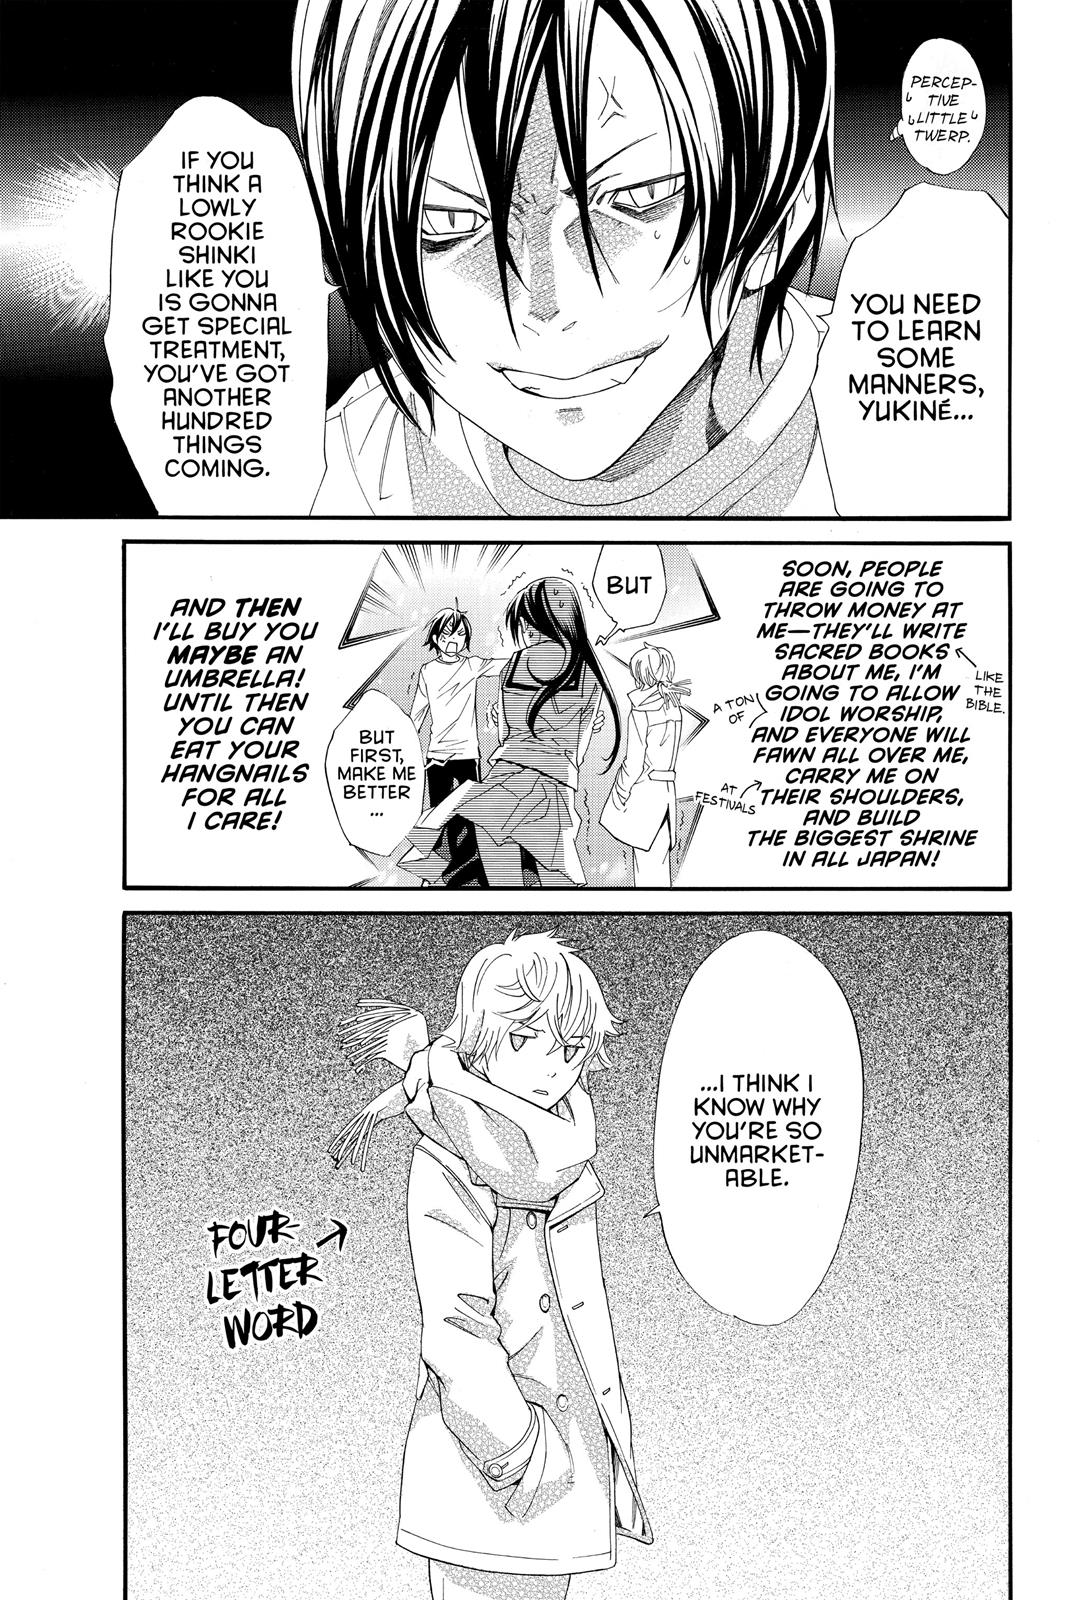 PERCEP-
TIVE
LITTLE
TWERP.
YOU NEED
TO LEARN
SOME
MANNERS,
YUKINÉ...
IF YOU
THINK A
LOWLY
ROOKIE
SHINKI
LIKE YOU
IS GONNA
GET SPECIAL
TREATMENT,
YOU'VE GOT
ANOTHER
HUNDRED
THINGS
COMING.
SOON, PEOPLE
ARE GOING TO
THROW MONEY AT
ME—THEY'LL WRITE
SACRED BOOKS
ABOUT ME, I'M
GOING TO ALLOW
IDOL WORSHIP,
AND EVERYONE WILL
FAWN ALL OVER ME,
CARRY ME ON
THEIR SHOULDERS,
AND BUILD
THE BIGGEST SHRINE
IN ALL JAPAN!
LIKE
THE
BIBLE.
A TON
OF
AT
FESTIVALS
BUT
BUT
FIRST,
MAKE ME
BETTER
...
AND THEN
I'LL BUY YOU
MAYBE AN
UMBRELLA!
UNTIL THEN
YOU CAN
EAT YOUR
HANGNAILS
FOR ALL
I CARE!
...I THINK I
KNOW WHY
YOU'RE SO
UNMARKET-
ABLE.
FOUR-
LETTER
WORD